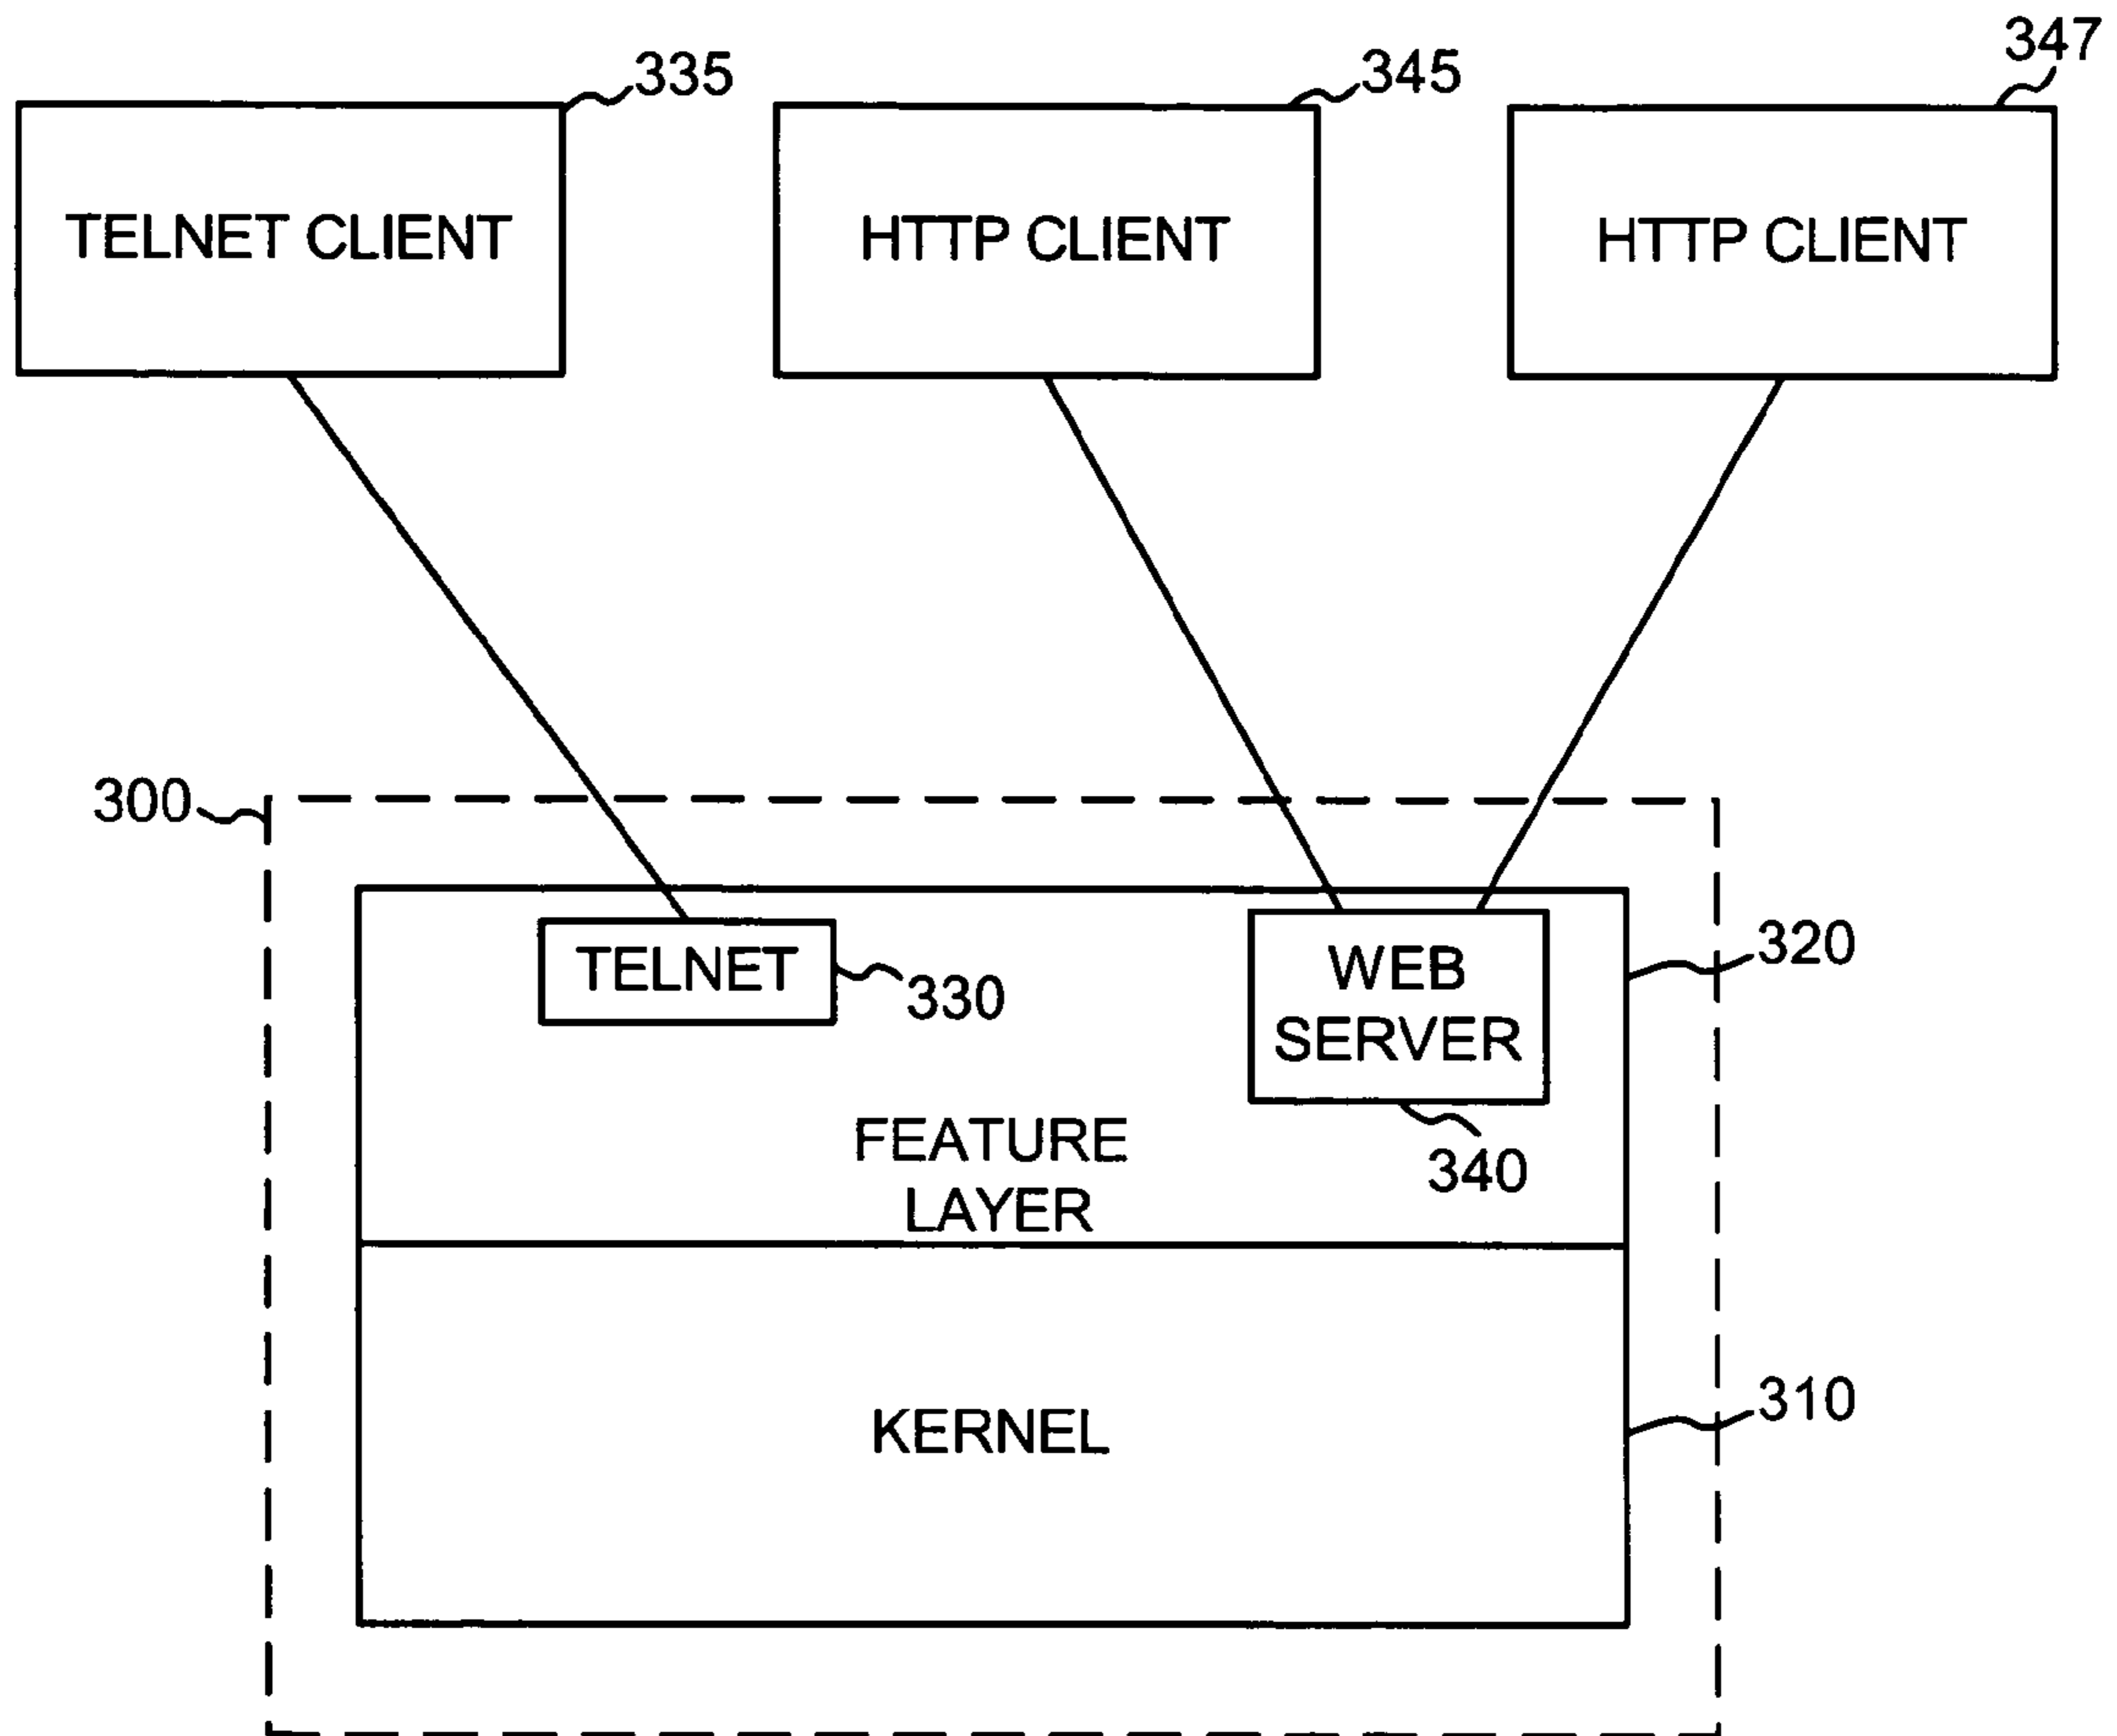 335
345
347
TELNET CLIENT
HTTP CLIENT
HTTP CLIENT
300
TELNET
330
WEB
SERVER
320
340
FEATURE
LAYER
KERNEL
310